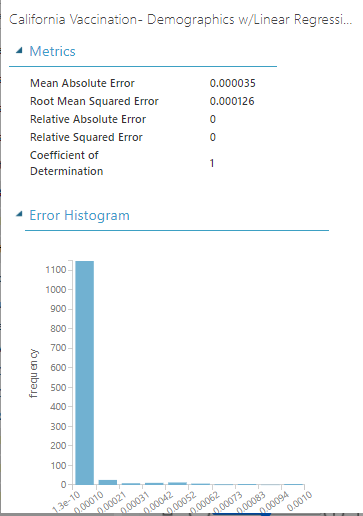 California Vaccination- Demographics w/Linear Regressi...
Metrics
Mean Absolute Error 0.000035
Root Mean Squared Error 0.000126
Relative Absolute Error 0
Relative Squared Error 0
Coefficient of
Determination 1
Error Histogram
1100
1000
900
800
700
600
500
400
300
200
100
0
frequency
1.3e-10 0.00010 0.00021 0.00031 0.00042 0.00052 0.00062 0.00073 0.00083 0.00094 0.0010